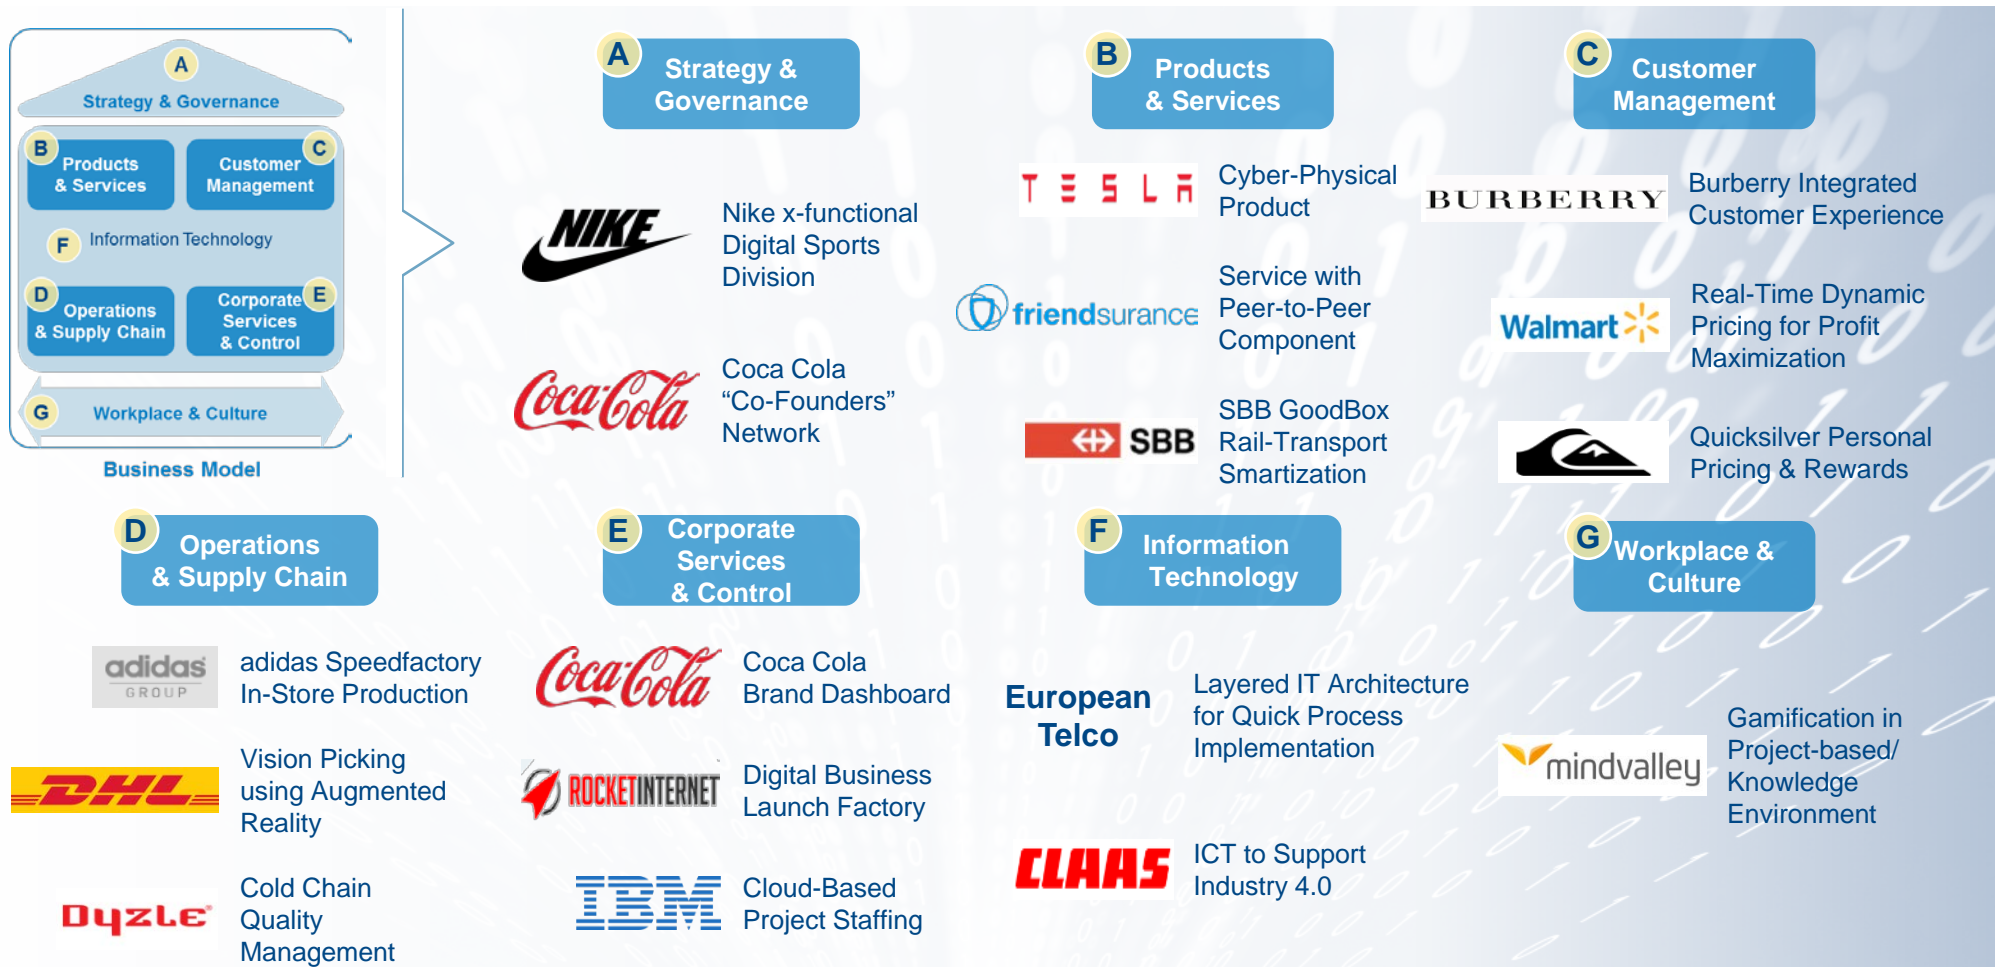 A
Strategy & Governance
B
Products
& Services
C
Customer
Management
F
Information Technology
D
Operations
& Supply Chain
E
Corporate
Services
& Control
G
Workplace & Culture
Business Model
A
Strategy &
Governance
NIKE
Nike x-functional
Digital Sports
Division
Coca-Cola
Coca Cola
“Co-Founders”
Network
B
Products
& Services
TESLA
Cyber-Physical
Product
friendsurance
Service with
Peer-to-Peer
Component
SBB
SBB GoodBox
Rail-Transport
Smartization
C
Customer
Management
BURBERRY
Burberry Integrated
Customer Experience
Walmart
Real-Time Dynamic
Pricing for Profit
Maximization
Quicksilver Personal
Pricing & Rewards
D
Operations
& Supply Chain
adidas
GROUP
adidas Speedfactory
In-Store Production
DHL
Vision Picking
using Augmented
Reality
Dyzle
Cold Chain
Quality
Management
E
Corporate
Services
& Control
Coca-Cola
Coca Cola
Brand Dashboard
ROCKET INTERNET
Digital Business
Launch Factory
IBM
Cloud-Based
Project Staffing
F
Information
Technology
European
Telco
Layered IT Architecture
for Quick Process
Implementation
CLAAS
ICT to Support
Industry 4.0
G
Workplace &
Culture
mindvalley
Gamification in
Project-based/
Knowledge
Environment